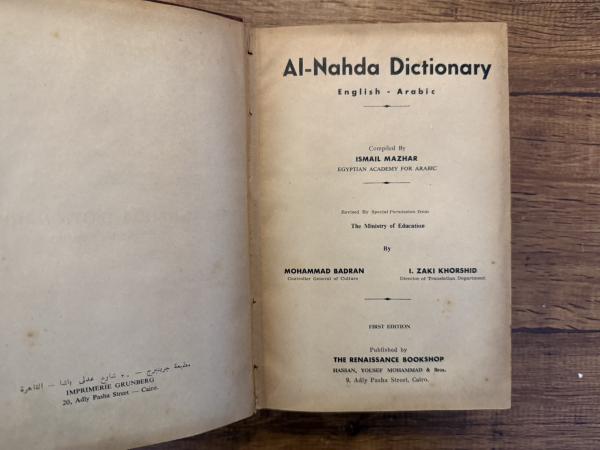 مطبعة جرينبرج — ٢٠ شارع عدلى باشا — القاهرة
IMPRIMERIE GRUNBERG
20, Adly Pasha Street — Cairo.
Al-Nahda Dictionary
English - Arabic
Compiled By
ISMAIL MAZHAR
EGYPTIAN ACADEMY FOR ARABIC
Revised By Special Permission from
The Ministry of Education
By
MOHAMMAD BADRAN
Controller General of Culture
I. ZAKI KHORSHID
Director of Translation Department
FIRST EDITION
Published by
THE RENAISSANCE BOOKSHOP
HASSAN, YOUSEF MOHAMMAD & Bros.
9, Adly Pasha Street, Cairo.